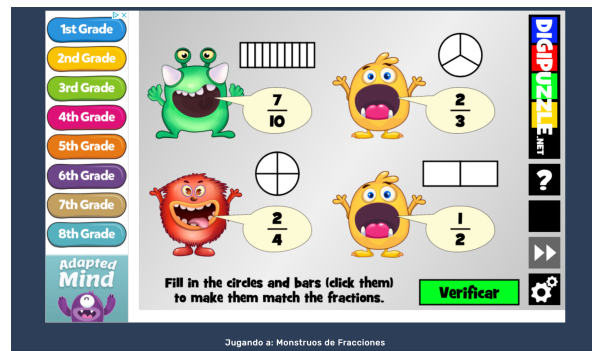 1st Grade
2nd Grade
3rd Grade
4th Grade
5th Grade
6th Grade
7th Grade
8th Grade
Adapted
Mind
7
10
2
3
2
4
1
2
Fill in the circles and bars (click them)
to make them match the fractions.
Verificar
DIGIPUZZLE.NET
?
Jugando a: Monstruos de Fracciones